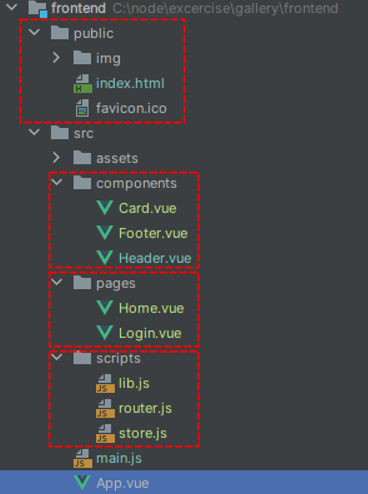 frontend C:\node\excercise\gallery\frontend
public
img
index.html
favicon.ico
src
assets
components
Card.vue
Footer.vue
Header.vue
pages
Home.vue
Login.vue
scripts
lib.js
router.js
store.js
main.js
App.vue